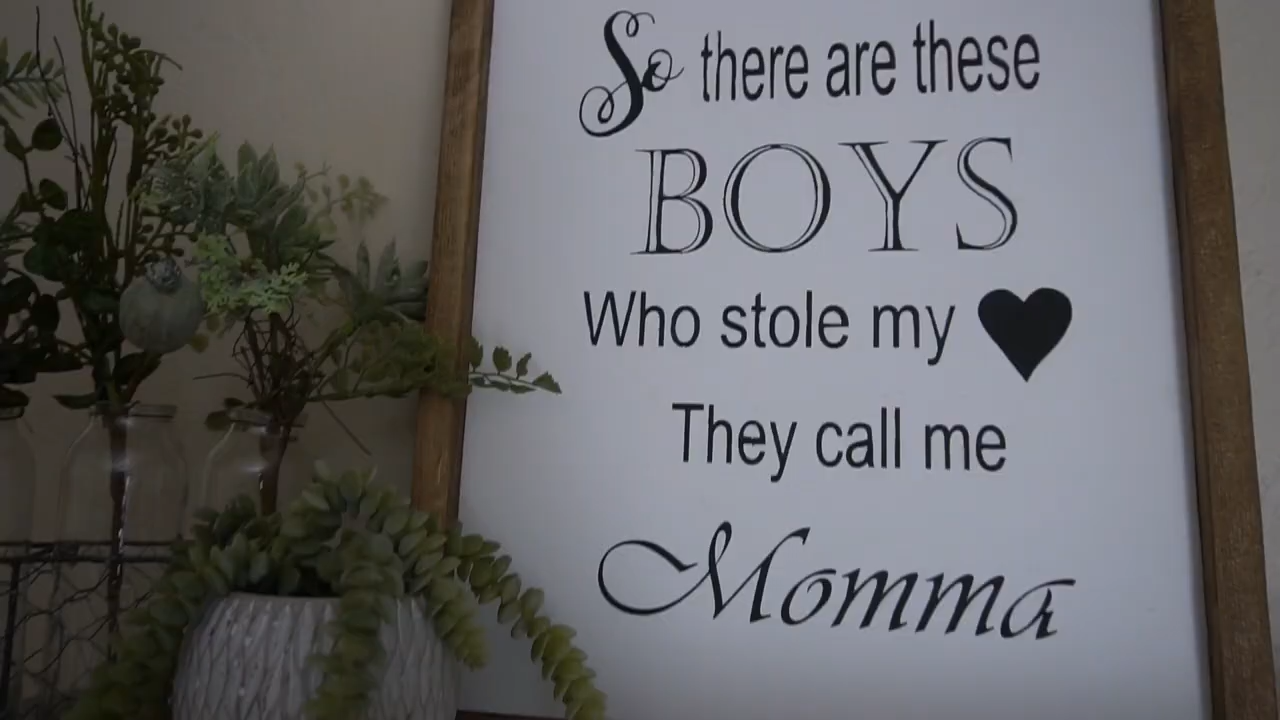 So there are these
BOYS
Who stole my ♥
They call me
Momma